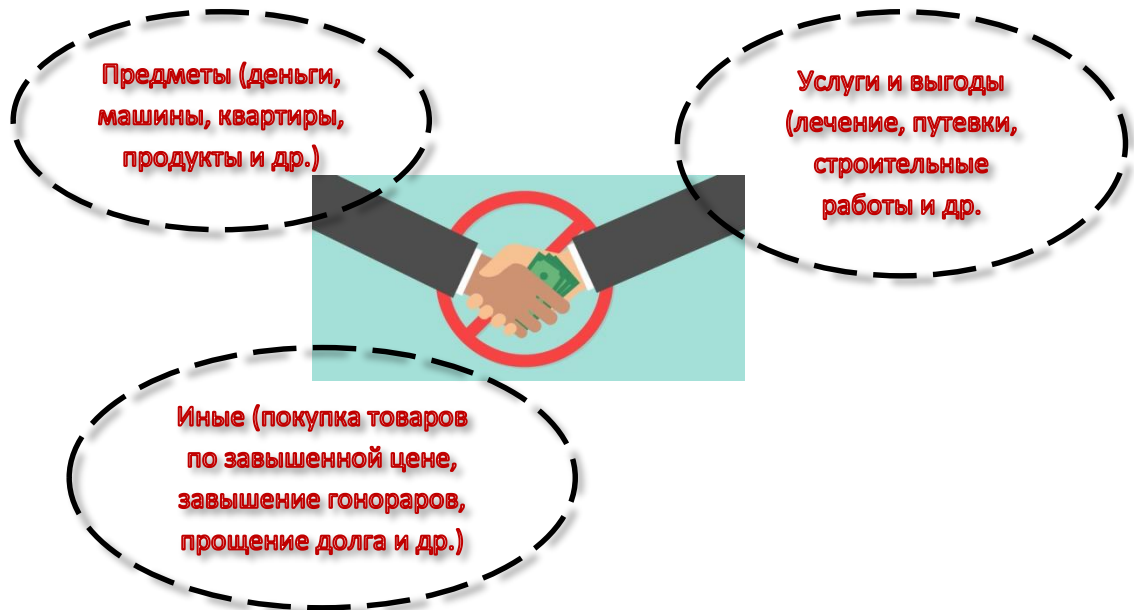 Предметы (деньги,
машины, квартиры,
продукты и др.)
Услуги и выгоды
(лечение, путевки,
строительные
работы и др.
Иные (покупка товаров
по завышенной цене,
завышение гонораров,
прощение долга и др.)